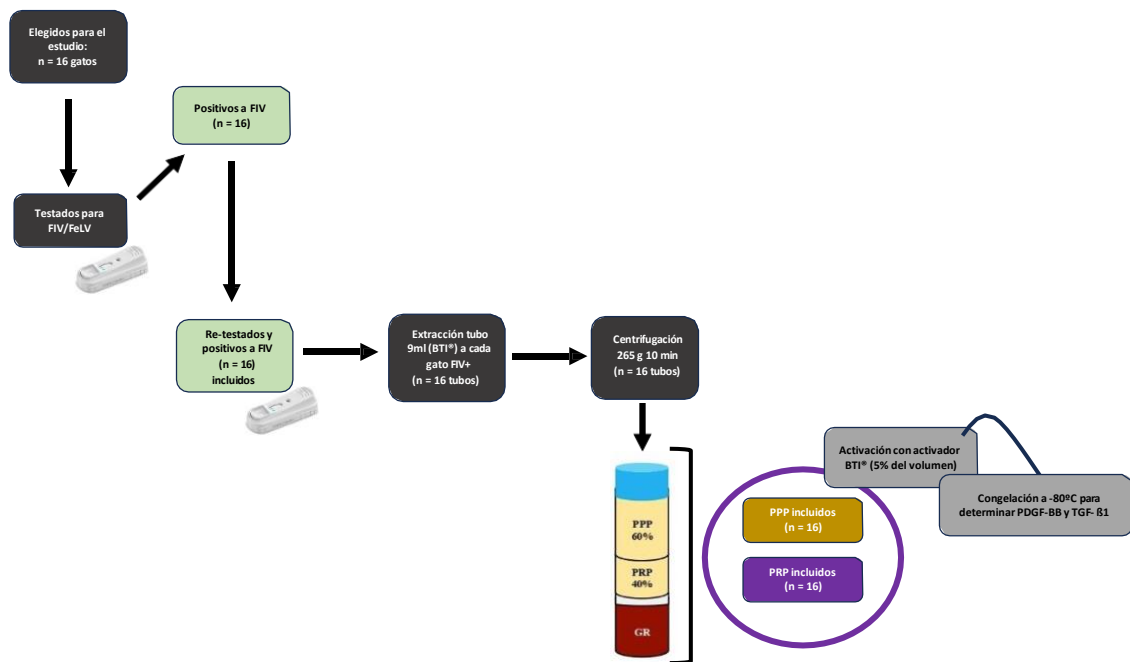 Elegidos para el
estudio:
n = 16 gatos
Positivos a FIV
(n = 16)
Testados para
FIV/FeLV
Re-testados y
positivos a FIV
(n = 16)
incluidos
Extracción tubo
9ml (BTI®) a cada
gato FIV+
(n = 16 tubos)
Centrifugación
265 g 10 min
(n = 16 tubos)
PPP
60%
PRP
40%
GR
Activación con activador
BTI® (5% del volumen)
Congelación a -80ºC para
determinar PDGF-BB y TGF- ß1
PPP incluidos
(n = 16)
PRP incluidos
(n = 16)